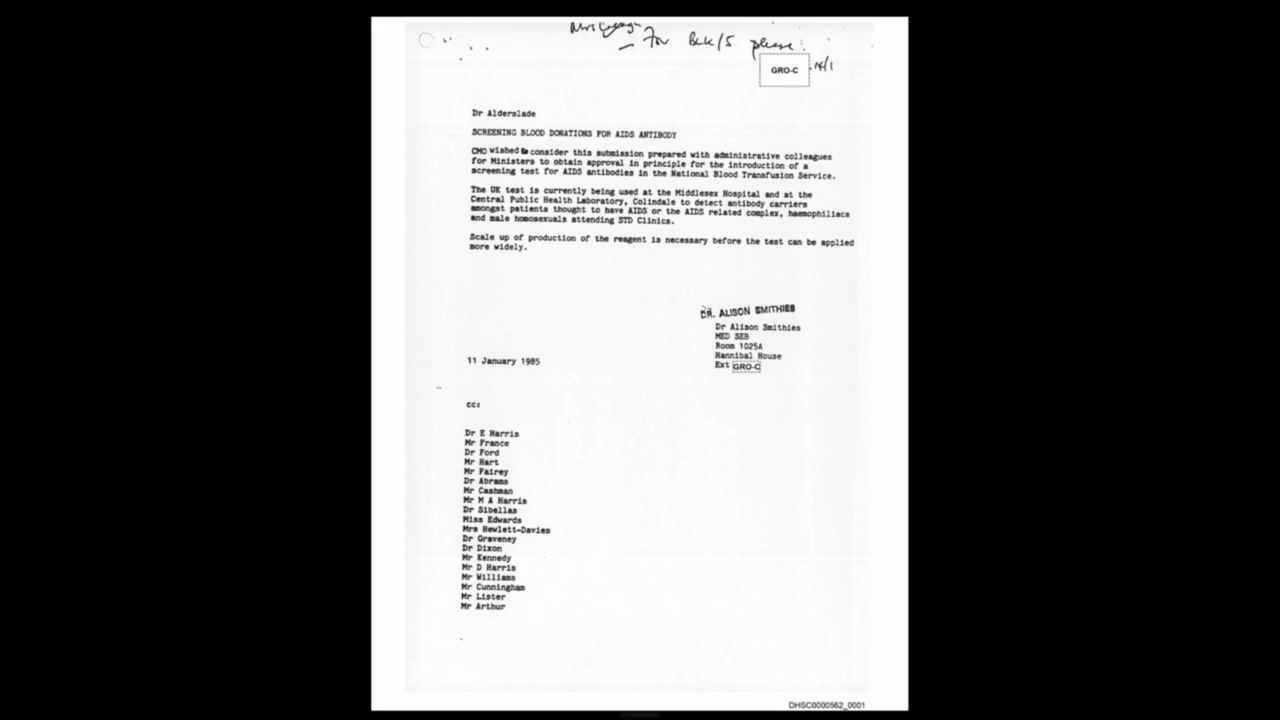 For
please
GRO-C
14/1
Dr Alderslade
SCREENING BLOOD DONATIONS FOR AIDS ANTIBODY
CMO wished to consider this submission prepared with administrative colleagues
for Ministers to obtain approval in principle for the introduction of a
screening test for AIDS antibodies in the National Blood Transfusion Service.
The UK test is currently being used at the Middlesex Hospital and at the
Central Public Health Laboratory, Colindale to detect antibody carriers
amongst patients thought to have AIDS or the AIDS related complex, haemophiliacs
and male homosexuals attending STD Clinics.
Scale up of production of the reagent is necessary before the test can be applied
more widely.
DR. ALISON SMITHIES
Dr Alison Smithies
MED SEB
Room 1025A
Hannibal House
Ext GRO-C
11 January 1985
cc:
Dr E Harris
Mr France
Dr Ford
Mr Hart
Mr Fairey
Dr Abrams
Mr Cashman
Mr M A Harris
Dr Sibellas
Miss Edwards
Mrs Hewlett-Davies
Dr Graveney
Dr Dixon
Mr Kennedy
Mr D Harris
Mr Williams
Mr Cunningham
Mr Lister
Mr Arthur
DHSC0000562_0001